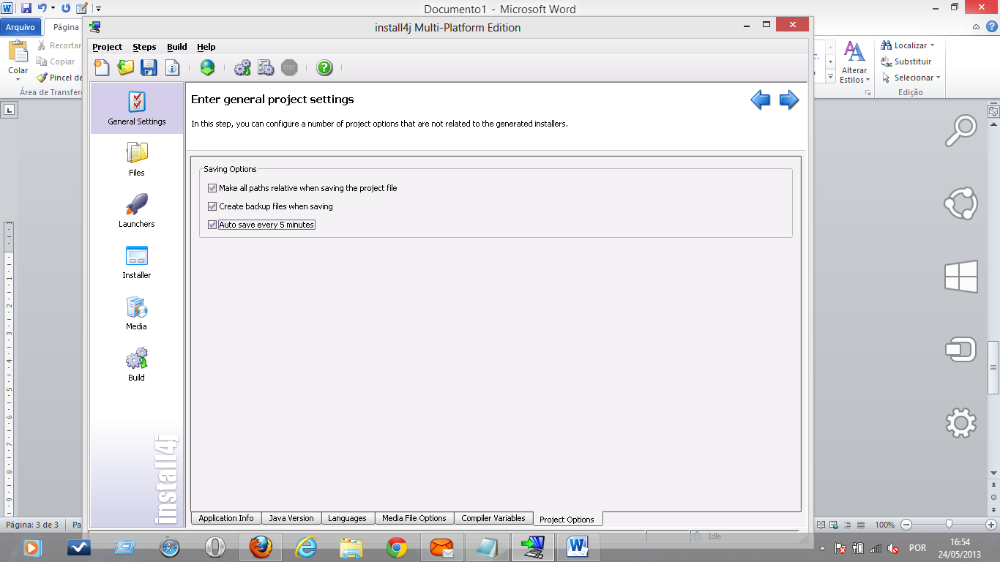 Documento1 - Microsoft Word
Arquivo
Página
install4j Multi-Platform Edition
Recortar
Copiar
Pincel de
Colar
Área de Transfer
Localizar
Substituir
Selecionar
Alterar
Estilos
Edição
Project Steps Build Help
STOP
General Settings
Files
Launchers
Installer
Media
Build
install4j
Enter general project settings
In this step, you can configure a number of project options that are not related to the generated installers.
Saving Options
Make all paths relative when saving the project file
Create backup files when saving
Auto save every 5 minutes
Application Info
Java Version
Languages
Media File Options
Compiler Variables
Project Options
Idle
Página: 3 de 3
Pa
100%
POR
16:54
24/05/2013